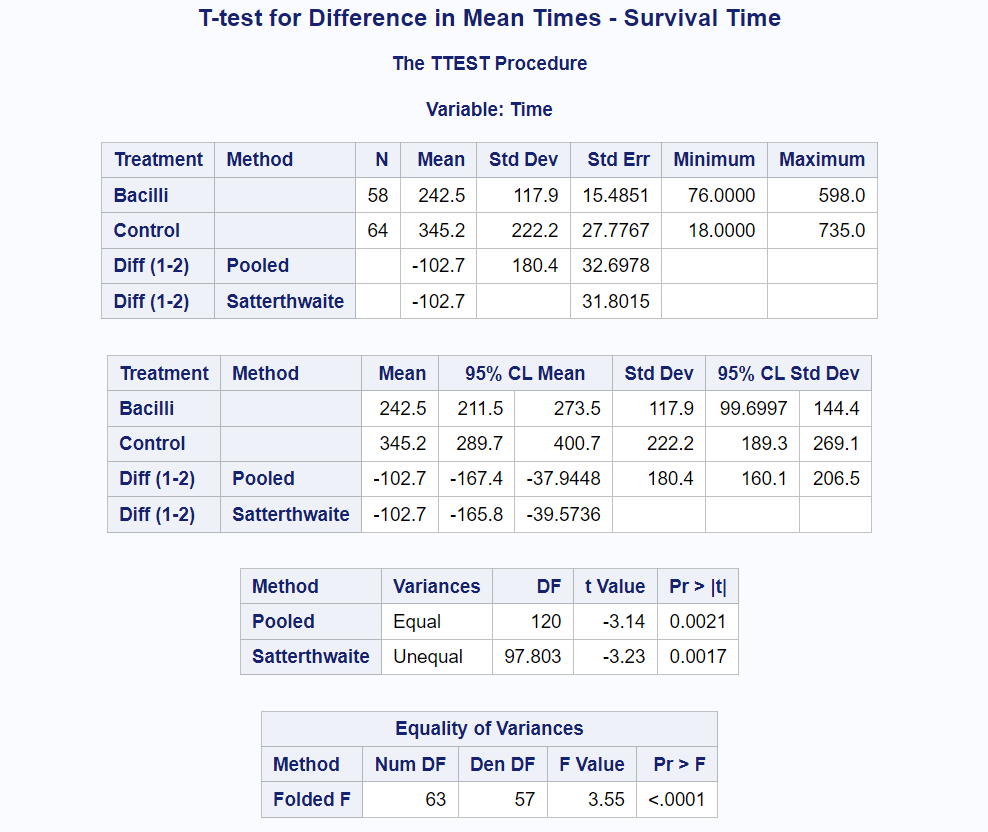 T-test for Difference in Mean Times - Survival Time
The TTEST Procedure
Variable: Time
Treatment Method N Mean Std Dev Std Err Minimum Maximum
Bacilli 58 242.5 117.9 15.4851 76.0000 598.0
Control 64 345.2 222.2 27.7767 18.0000 735.0
Diff (1-2) Pooled -102.7 180.4 32.6978
Diff (1-2) Satterthwaite -102.7 31.8015
Treatment Method Mean 95% CL Mean Std Dev 95% CL Std Dev
Bacilli 242.5 211.5 273.5 117.9 99.6997 144.4
Control 345.2 289.7 400.7 222.2 189.3 269.1
Diff (1-2) Pooled -102.7 -167.4 -37.9448 180.4 160.1 206.5
Diff (1-2) Satterthwaite -102.7 -165.8 -39.5736
Method Variances DF t Value Pr > |t|
Pooled Equal 120 -3.14 0.0021
Satterthwaite Unequal 97.803 -3.23 0.0017
Equality of Variances
Method Num DF Den DF F Value Pr > F
Folded F 63 57 3.55 <.0001